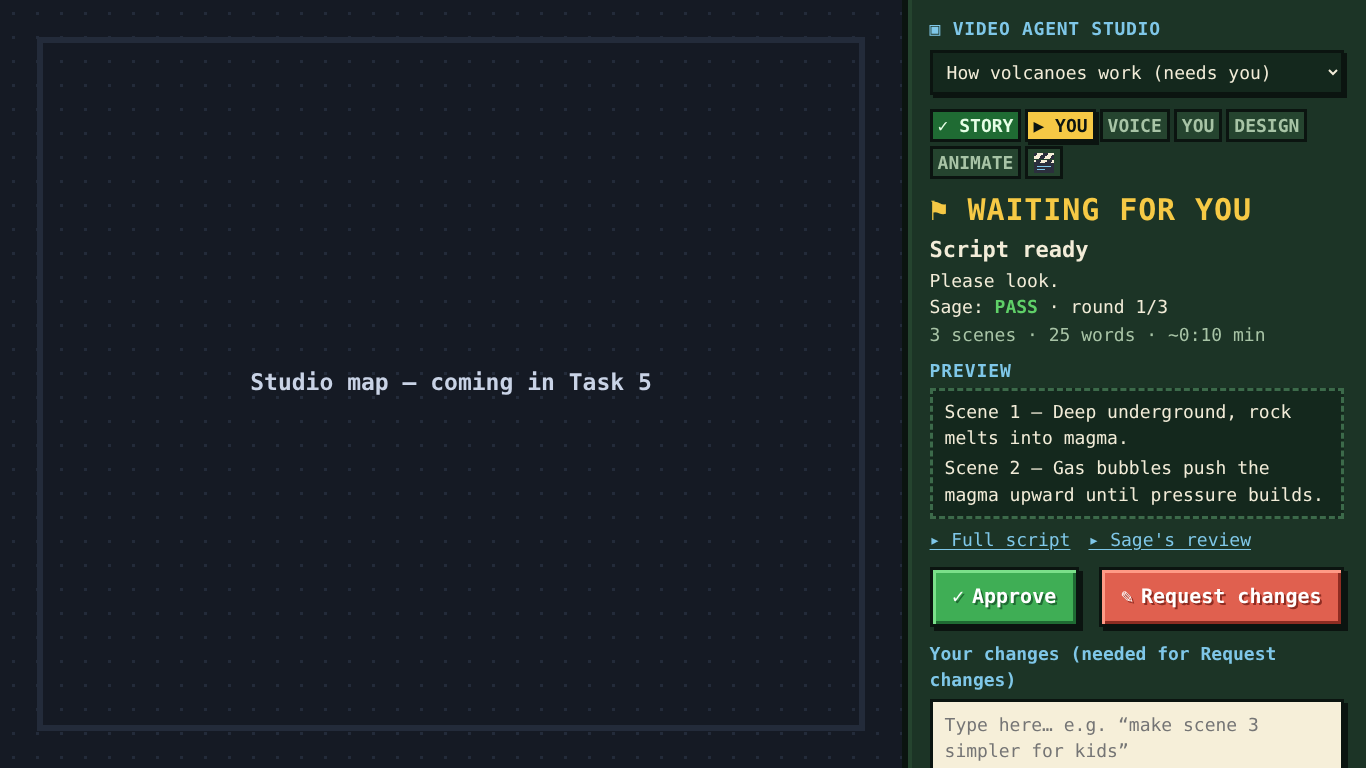 Studio map — coming in Task 5
▣ VIDEO AGENT STUDIO
How volcanoes work (needs you)
✓ STORY
▶ YOU
VOICE
YOU
DESIGN
ANIMATE
⚑ WAITING FOR YOU
Script ready
Please look.
Sage: PASS · round 1/3
3 scenes · 25 words · ~0:10 min
PREVIEW
Scene 1 — Deep underground, rock
melts into magma.
Scene 2 — Gas bubbles push the
magma upward until pressure builds.
▸ Full script ▸ Sage's review
✓ Approve
✎ Request changes
Your changes (needed for Request
changes)
Type here… e.g. “make scene 3
simpler for kids”